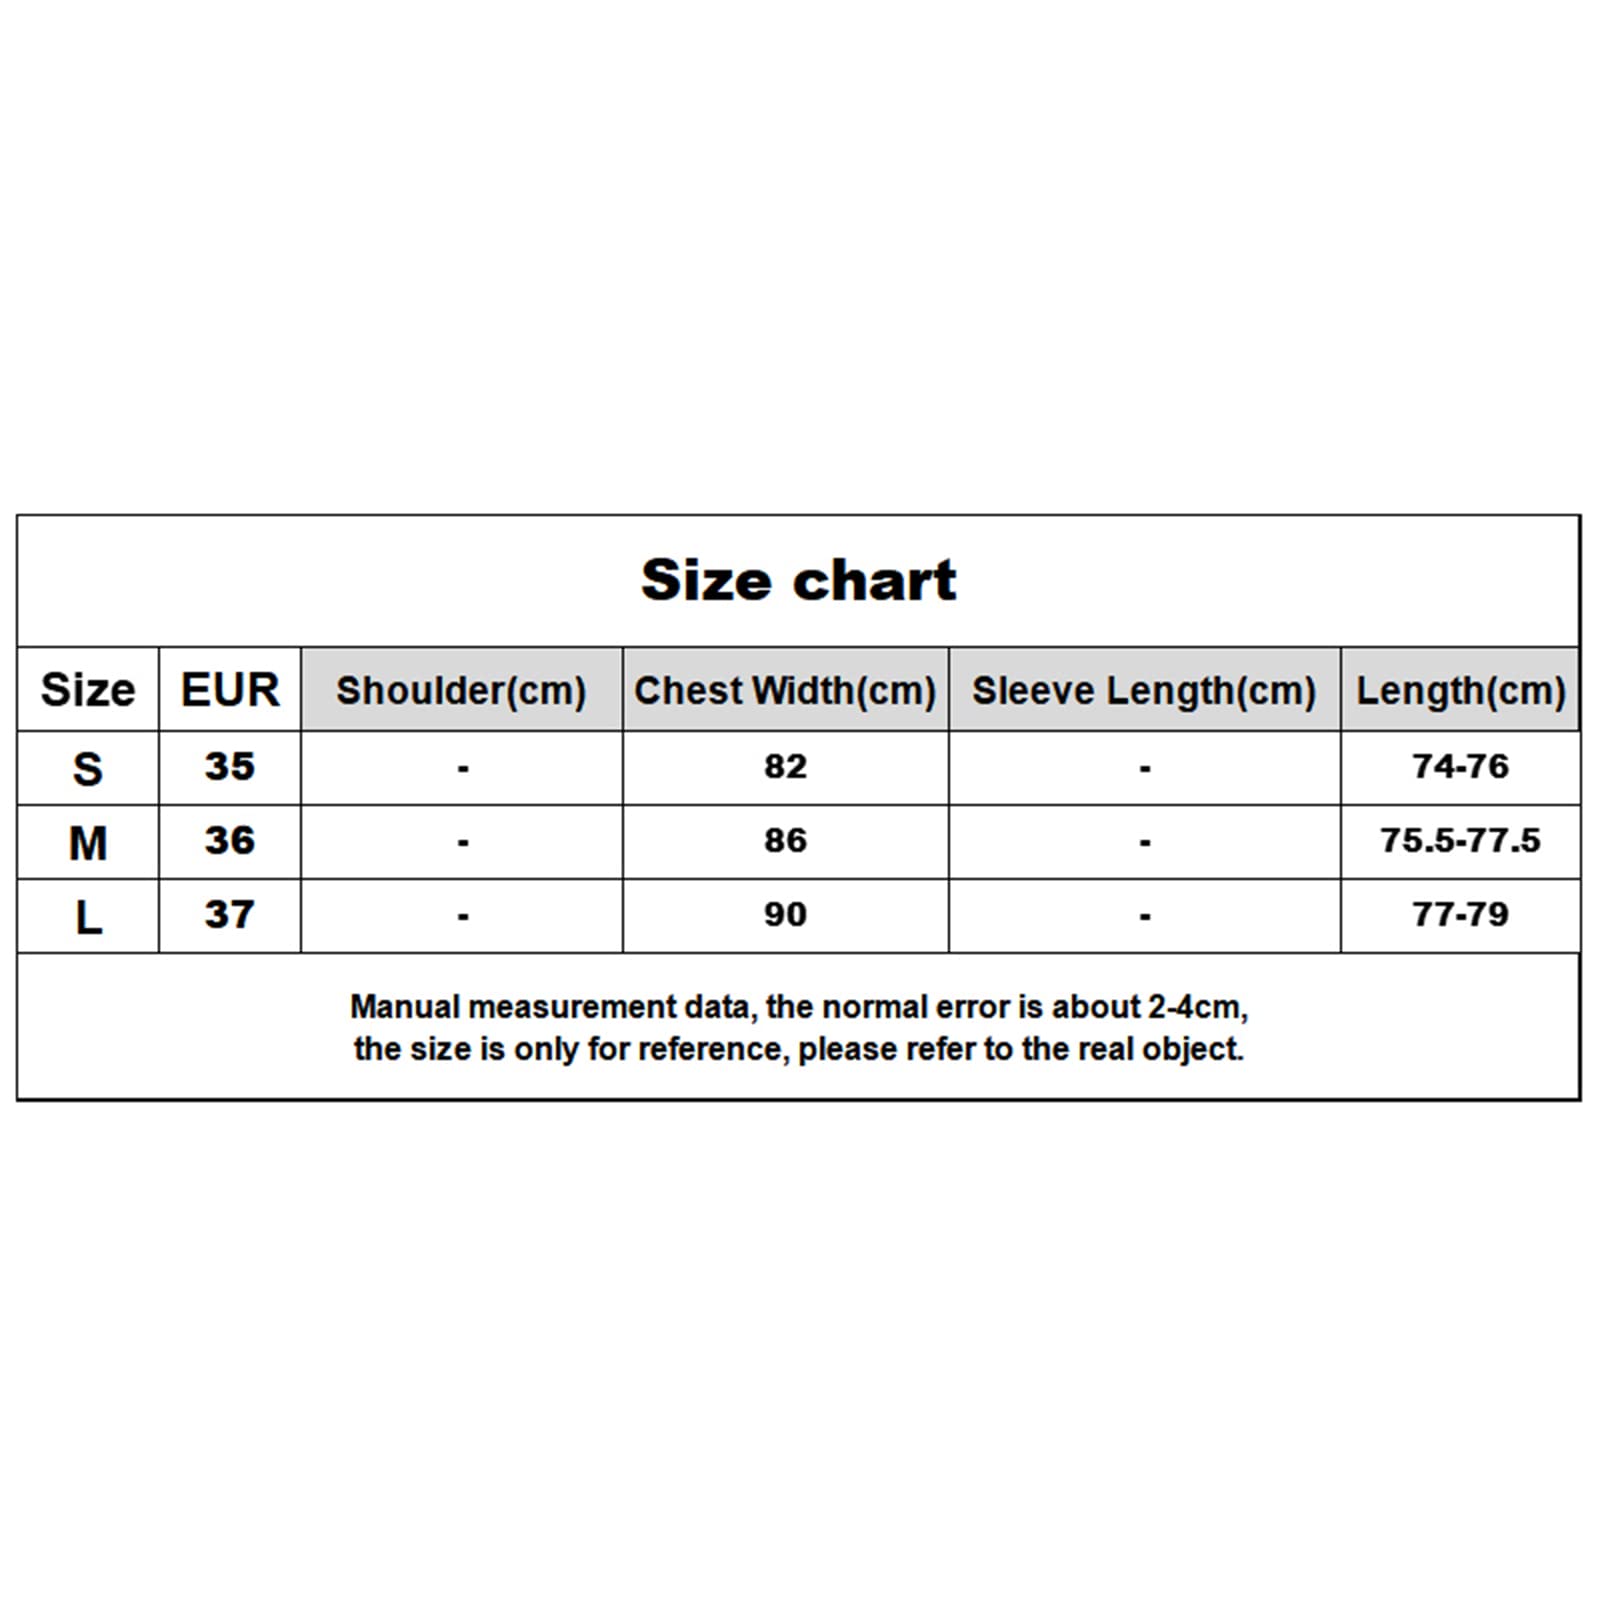 Size chart
Size EUR Shoulder(cm) Chest Width(cm) Sleeve Length(cm) Length(cm)
S 35 - 82 - 74-76
M 36 - 86 - 75.5-77.5
L 37 - 90 - 77-79
Manual measurement data, the normal error is about 2-4cm,
the size is only for reference, please refer to the real object.